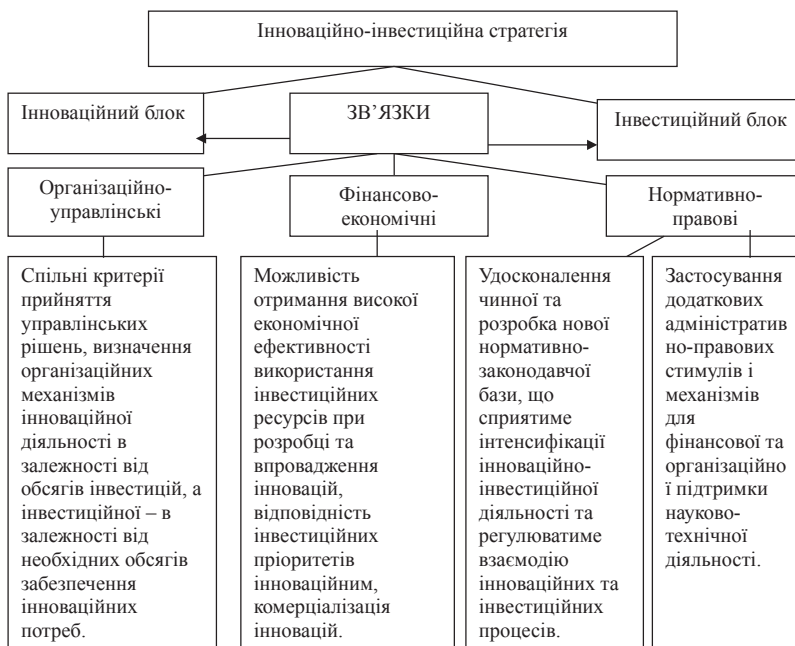 Інноваційно-інвестиційна стратегія
Інноваційний блок
ЗВ’ЯЗКИ
Інвестиційний блок
Організаційно-
управлінські
Фінансово-
економічні
Нормативно-
правові
Спільні критерії
прийняття
управлінських
рішень, визначення
організаційних
механізмів
інноваційної
діяльності в
залежності від
обсягів інвестицій, а
інвестиційної – в
залежності від
необхідних обсягів
забезпечення
інноваційних
потреб.
Можливість
отримання високої
економічної
ефективності
використання
інвестиційних
ресурсів при
розробці та
впровадження
інновацій,
відповідність
інвестиційних
пріоритетів
інноваційним,
комерціалізація
інновацій.
Удосконалення
чинної та
розробка нової
нормативно-
законодавчої
бази, що
сприятиме
інтенсифікації
інноваційно-
інвестиційної
діяльності та
регулюватиме
взаємодію
інноваційних та
інвестиційних
процесів.
Застосування
додаткових
адміністратив
но-правових
стимулів і
механізмів
для
фінансової та
організаційно
ї підтримки
науково-
технічної
діяльності.